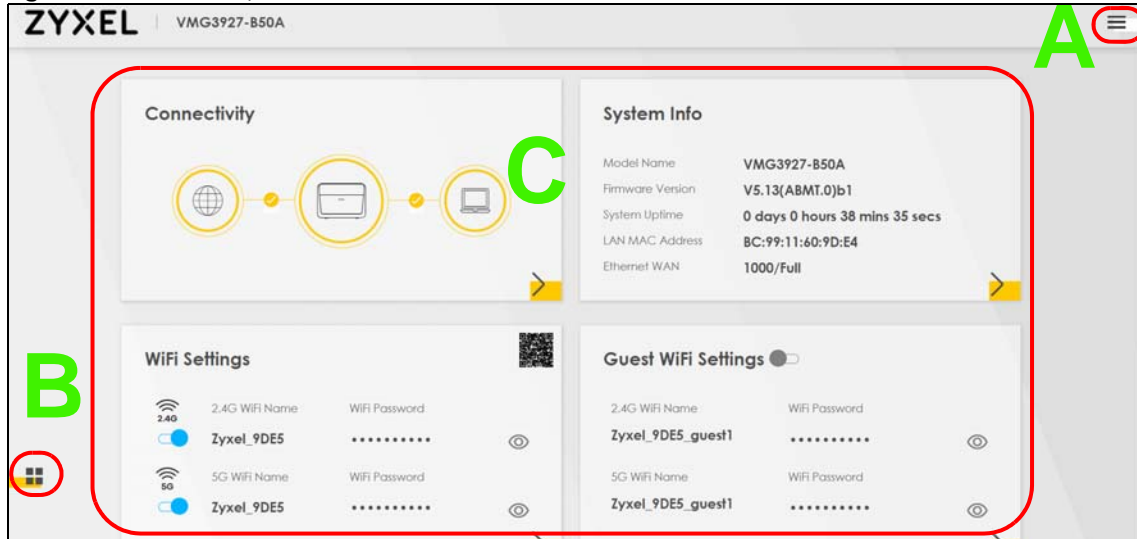 ZYXEL VMG3927-B50A
A
Connectivity
C
System Info
Model Name VMG3927-B50A
Firmware Version V5.13(ABMT.0)b1
System Uptime 0 days 0 hours 38 mins 35 secs
LAN MAC Address BC:99:11:60:9D:E4
Ethernet WAN 1000/Full
B
WiFi Settings
2.4G 2.4G WiFi Name WiFi Password
Zyxel_9DE5 ••••••••••
5G 5G WiFi Name WiFi Password
Zyxel_9DE5 ••••••••••
Guest WiFi Settings
2.4G WiFi Name WiFi Password
Zyxel_9DE5_guest1 ••••••••••
5G WiFi Name WiFi Password
Zyxel_9DE5_guest1 ••••••••••